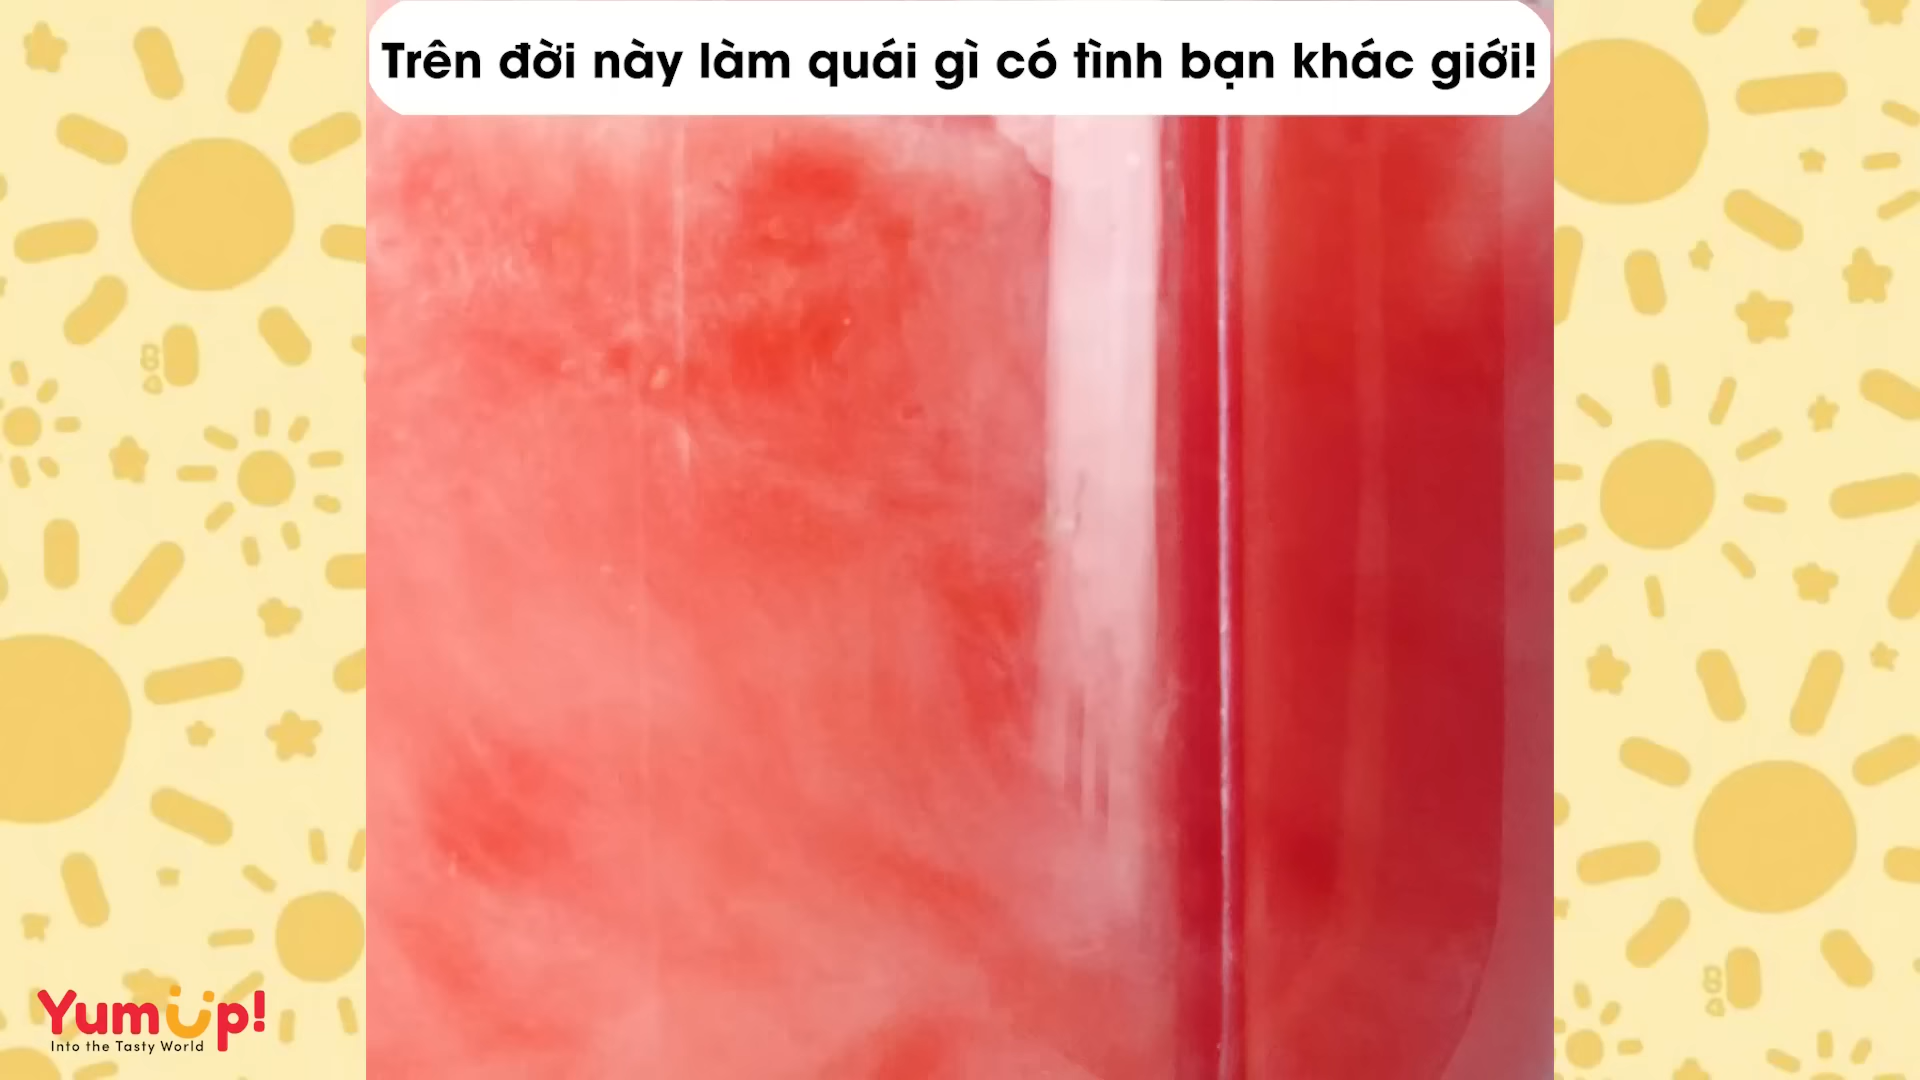 Trên đời này làm quái gì có tình bạn khác giới!
YumUp!
Into the Tasty World